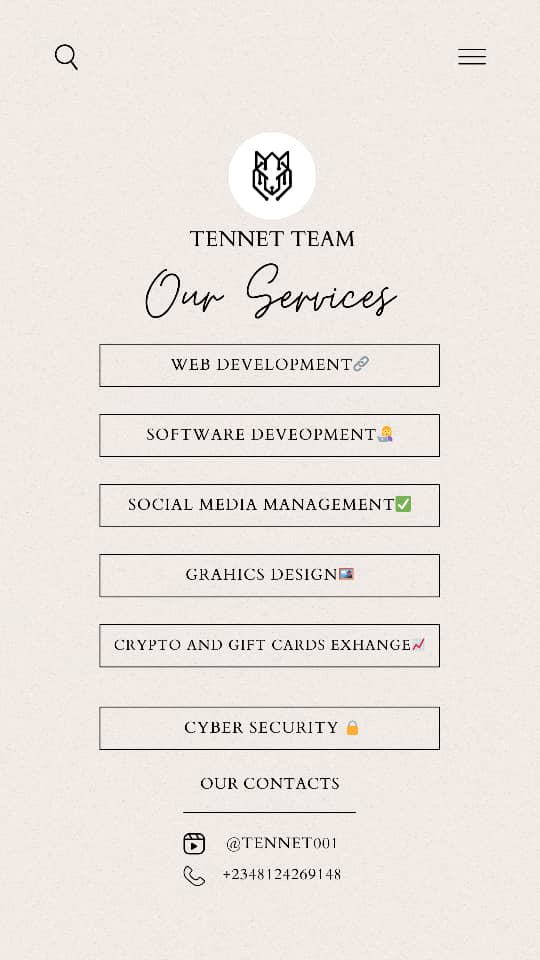 TENNET TEAM
Our Services
WEB DEVELOPMENT🔗
SOFTWARE DEVEOPMENT👩‍💻
SOCIAL MEDIA MANAGEMENT✅
GRAHICS DESIGN🖼️
CRYPTO AND GIFT CARDS EXHANGE📈
CYBER SECURITY 🔒
OUR CONTACTS
@TENNET001
+2348124269148